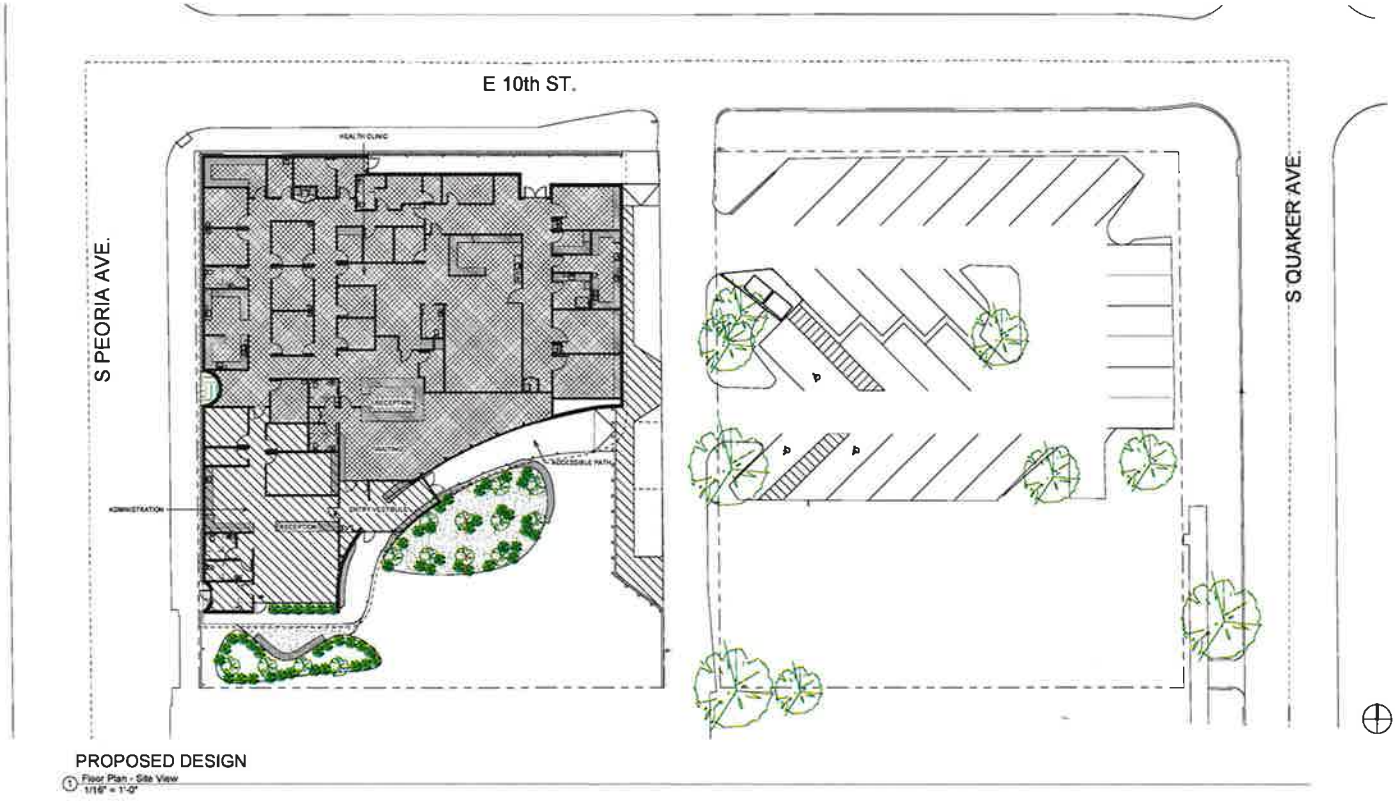 E 10th ST.
HEALTH CLINIC
S PEORIA AVE.
S QUAKER AVE.
RECEPTION
WAITING
ACCESSIBLE PATH
ADMINISTRATION
ENTRY VESTIBULE
RECEPTION
PROPOSED DESIGN
1 Floor Plan - Site View
1/16" = 1'-0"